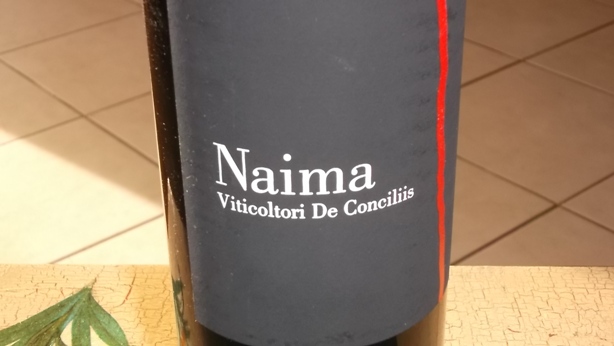 Naima
Viticoltori De Conciliis